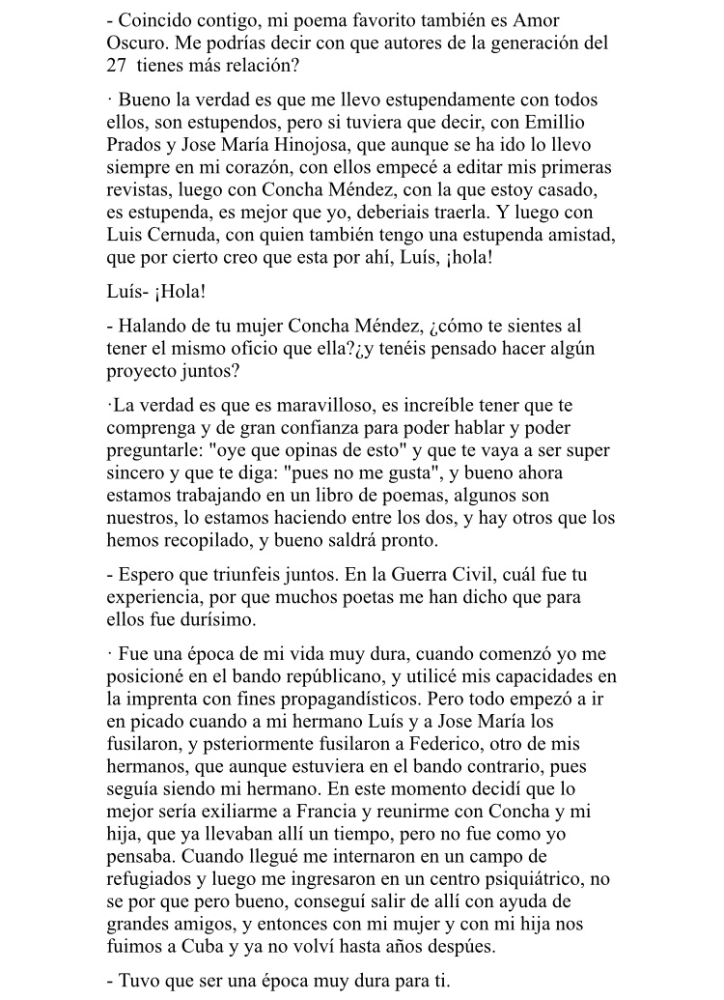 - Coincido contigo, mi poema favorito también es Amor
Oscuro. Me podrías decir con que autores de la generación del
27  tienes más relación?
· Bueno la verdad es que me llevo estupendamente con todos
ellos, son estupendos, pero si tuviera que decir, con Emillio
Prados y Jose María Hinojosa, que aunque se ha ido lo llevo
siempre en mi corazón, con ellos empecé a editar mis primeras
revistas, luego con Concha Méndez, con la que estoy casado,
es estupenda, es mejor que yo, deberiais traerla. Y luego con
Luis Cernuda, con quien también tengo una estupenda amistad,
que por cierto creo que esta por ahí, Luís, ¡hola!
Luís- ¡Hola!
- Halando de tu mujer Concha Méndez, ¿cómo te sientes al
tener el mismo oficio que ella?¿y tenéis pensado hacer algún
proyecto juntos?
·La verdad es que es maravilloso, es increíble tener que te
comprenga y de gran confianza para poder hablar y poder
preguntarle: "oye que opinas de esto" y que te vaya a ser super
sincero y que te diga: "pues no me gusta", y bueno ahora
estamos trabajando en un libro de poemas, algunos son
nuestros, lo estamos haciendo entre los dos, y hay otros que los
hemos recopilado, y bueno saldrá pronto.
- Espero que triunfeis juntos. En la Guerra Civil, cuál fue tu
experiencia, por que muchos poetas me han dicho que para
ellos fue durísimo.
· Fue una época de mi vida muy dura, cuando comenzó yo me
posicioné en el bando repúblicano, y utilicé mis capacidades en
la imprenta con fines propagandísticos. Pero todo empezó a ir
en picado cuando a mi hermano Luís y a Jose María los
fusilaron, y psteriormente fusilaron a Federico, otro de mis
hermanos, que aunque estuviera en el bando contrario, pues
seguía siendo mi hermano. En este momento decidí que lo
mejor sería exiliarme a Francia y reunirme con Concha y mi
hija, que ya llevaban allí un tiempo, pero no fue como yo
pensaba. Cuando llegué me internaron en un campo de
refugiados y luego me ingresaron en un centro psiquiátrico, no
se por que pero bueno, conseguí salir de allí con ayuda de
grandes amigos, y entonces con mi mujer y con mi hija nos
fuimos a Cuba y ya no volví hasta años despúes.
- Tuvo que ser una época muy dura para ti.